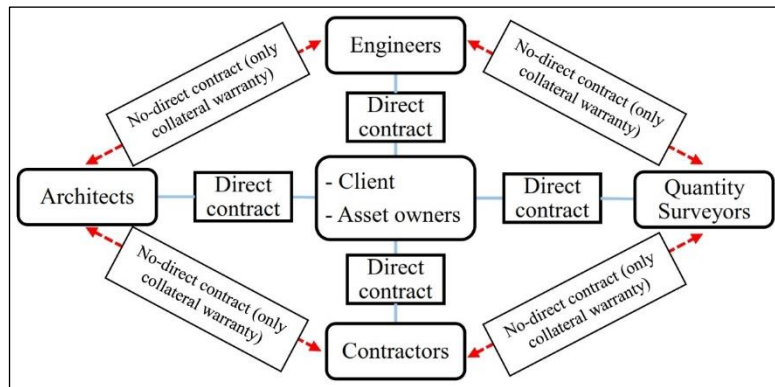 Engineers
No-direct contract (only
collateral warranty)
No-direct contract (only
collateral warranty)
Direct
contract
Architects
Direct
contract
- Client
- Asset owners
Direct
contract
Quantity
Surveyors
Direct
contract
No-direct contract (only
collateral warranty)
No-direct contract (only
collateral warranty)
Contractors